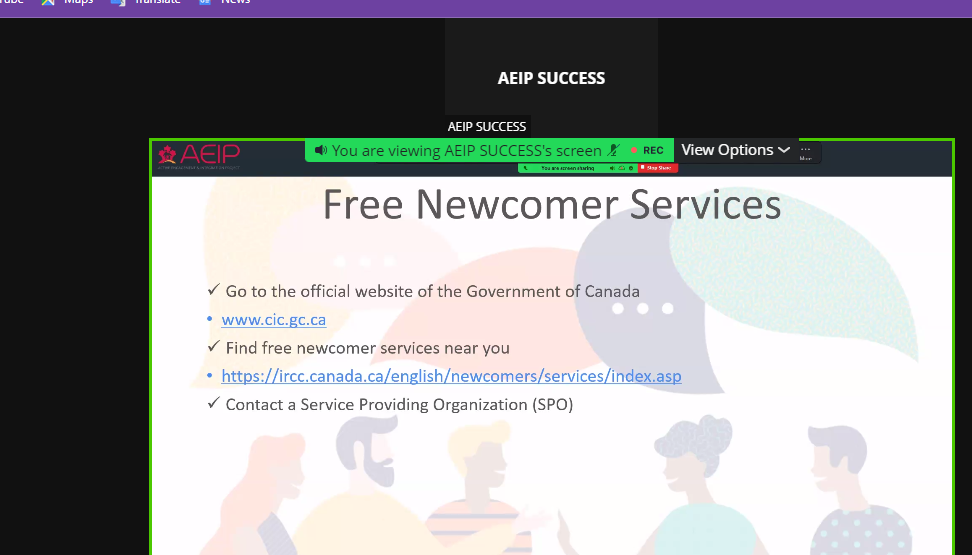 Tube Maps Translate News
AEIP SUCCESS
AEIP SUCCESS
AEIP
You are viewing AEIP SUCCESS's screen REC View Options
You are screen sharing Stop Share
Free Newcomer Services
Go to the official website of the Government of Canada
www.cic.gc.ca
Find free newcomer services near you
https://ircc.canada.ca/english/newcomers/services/index.asp
Contact a Service Providing Organization (SPO)